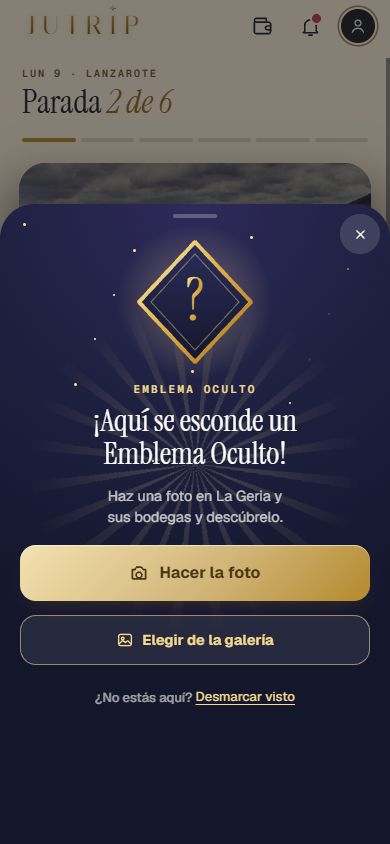 JUTRIP
LUN 9 · LANZAROTE
Parada 2 de 6
?
EMBLEMA OCULTO
¡Aquí se esconde un
Emblema Oculto!
Haz una foto en La Geria y
sus bodegas y descúbrelo.
Hacer la foto
Elegir de la galería
¿No estás aquí? Desmarcar visto